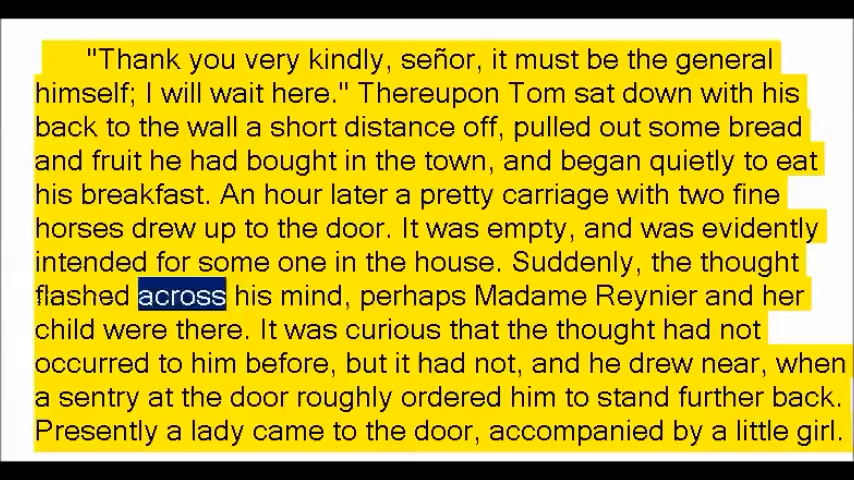 "Thank you very kindly, señor, it must be the general
himself; I will wait here." Thereupon Tom sat down with his
back to the wall a short distance off, pulled out some bread
and fruit he had bought in the town, and began quietly to eat
his breakfast. An hour later a pretty carriage with two fine
horses drew up to the door. It was empty, and was evidently
intended for some one in the house. Suddenly, the thought
flashed across his mind, perhaps Madame Reynier and her
child were there. It was curious that the thought had not
occurred to him before, but it had not, and he drew near, when
a sentry at the door roughly ordered him to stand further back.
Presently a lady came to the door, accompanied by a little girl.